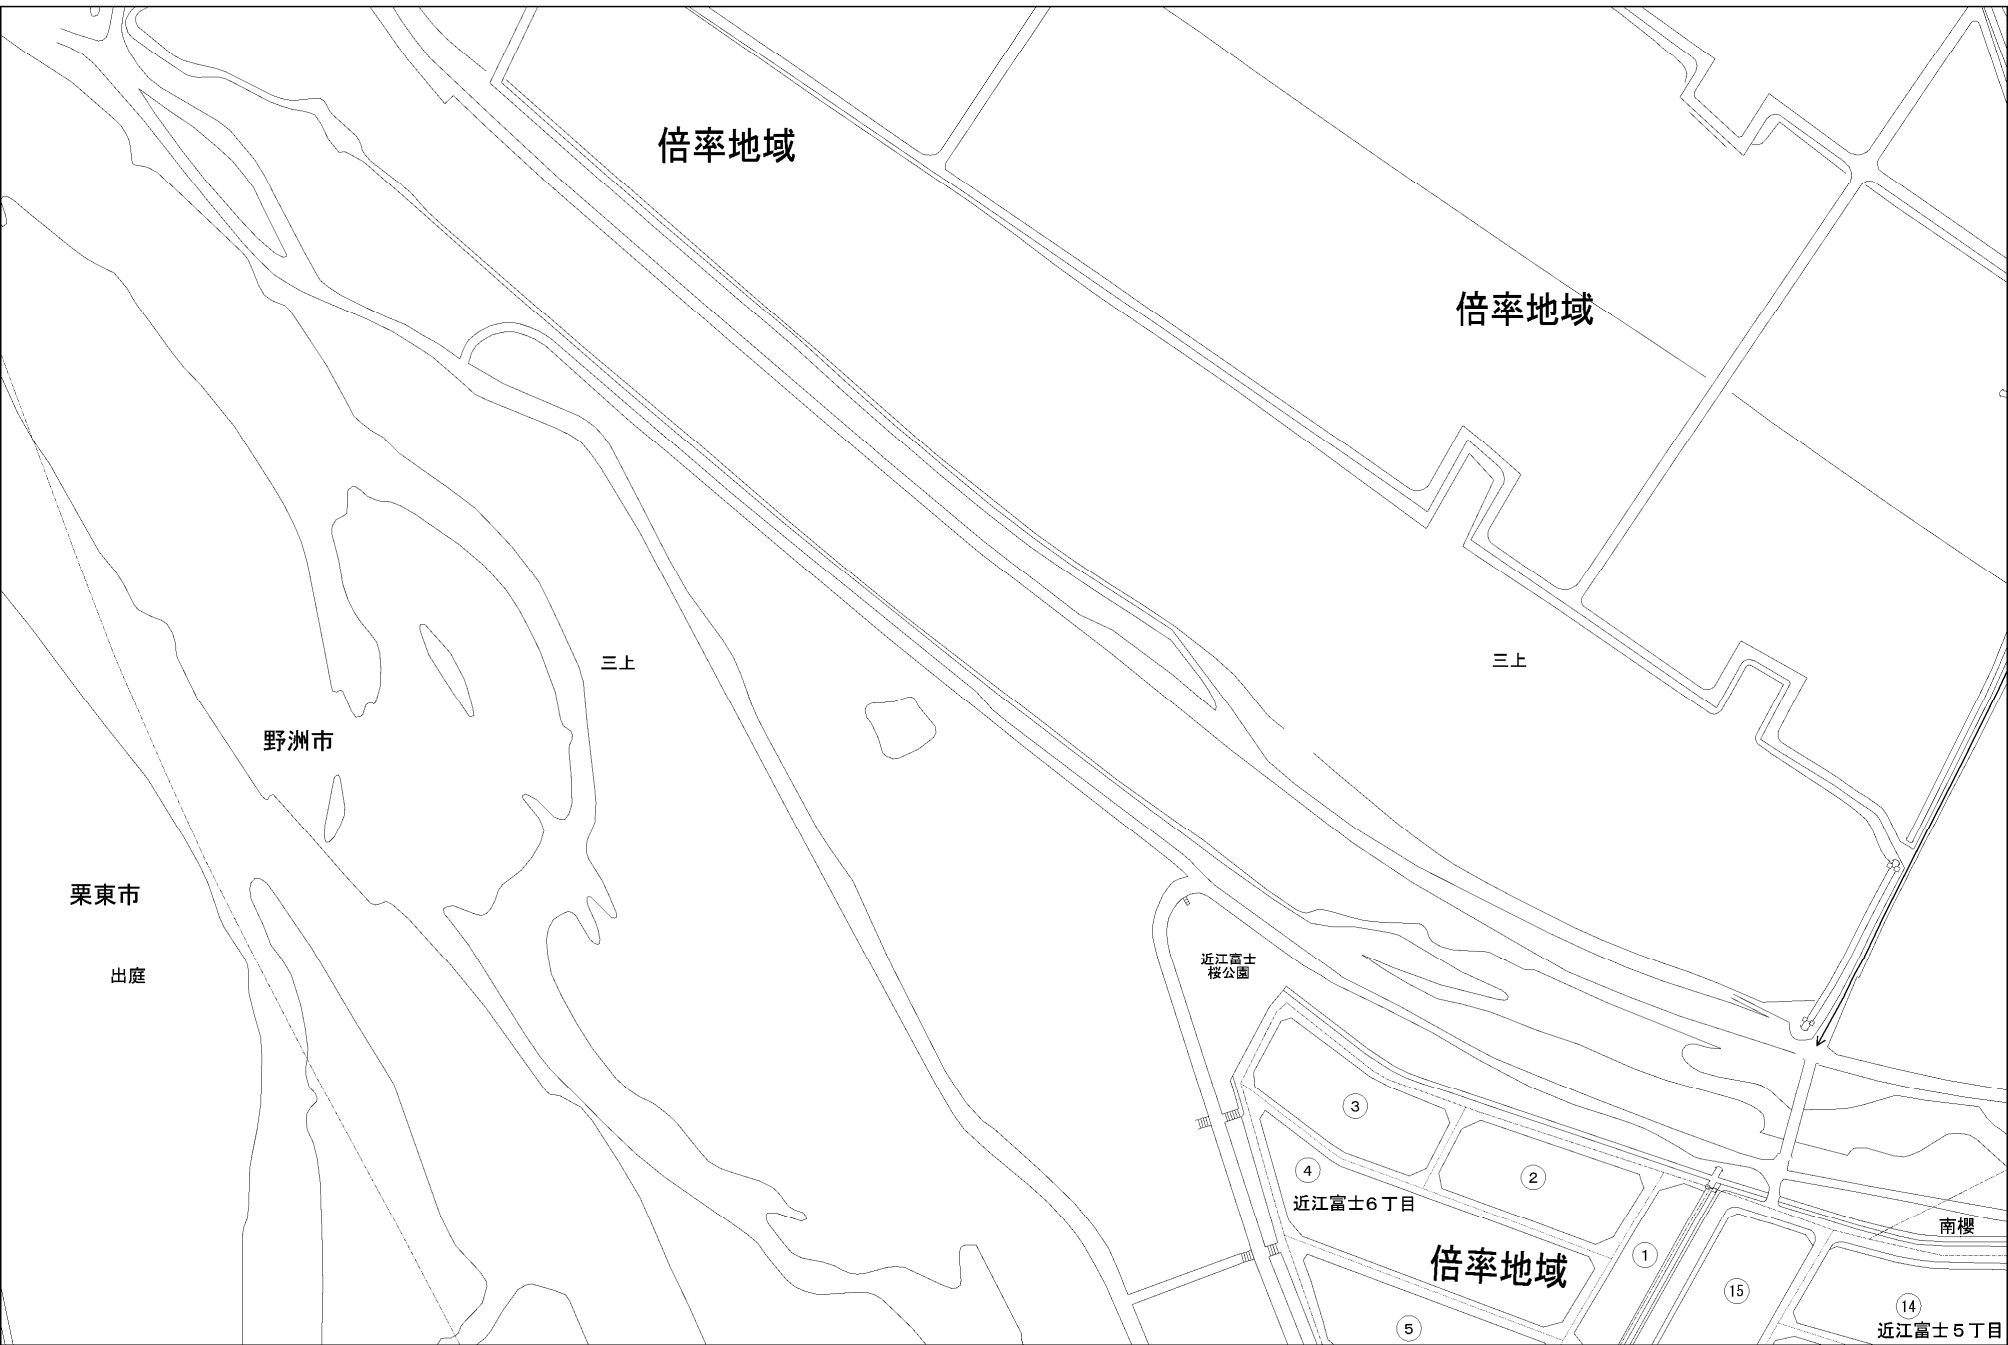 倍率地域
倍率地域
三上
三上
野洲市
栗東市
出庭
近江富士
桜公園
3
4
2
近江富士6丁目
南櫻
1
倍率地域
15
14
5
近江富士5丁目